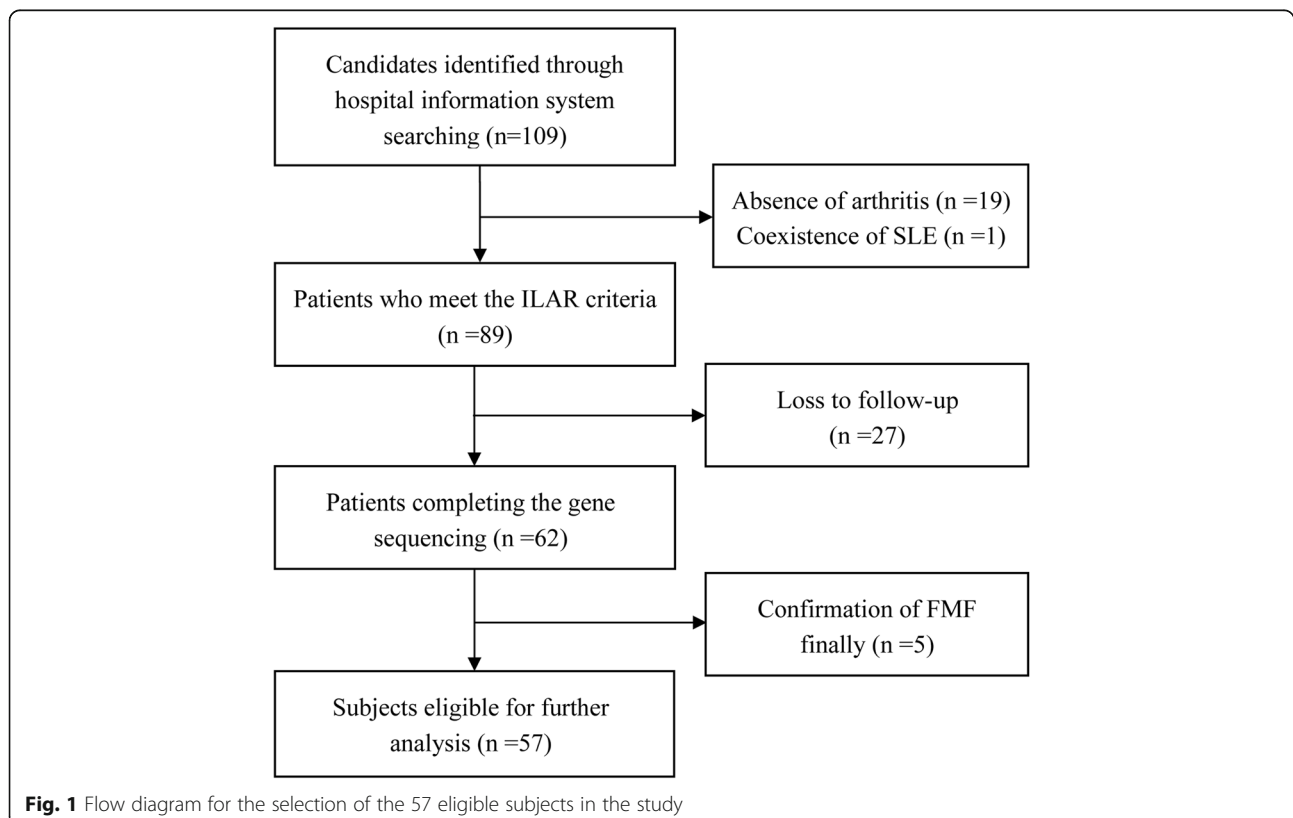 Candidates identified through
hospital information system
searching (n=109)
Absence of arthritis (n =19)
Coexistence of SLE (n =1)
Patients who meet the ILAR criteria
(n =89)
Loss to follow-up
(n =27)
Patients completing the gene
sequencing (n =62)
Confirmation of FMF
finally (n =5)
Subjects eligible for further
analysis (n =57)
Fig. 1 Flow diagram for the selection of the 57 eligible subjects in the study